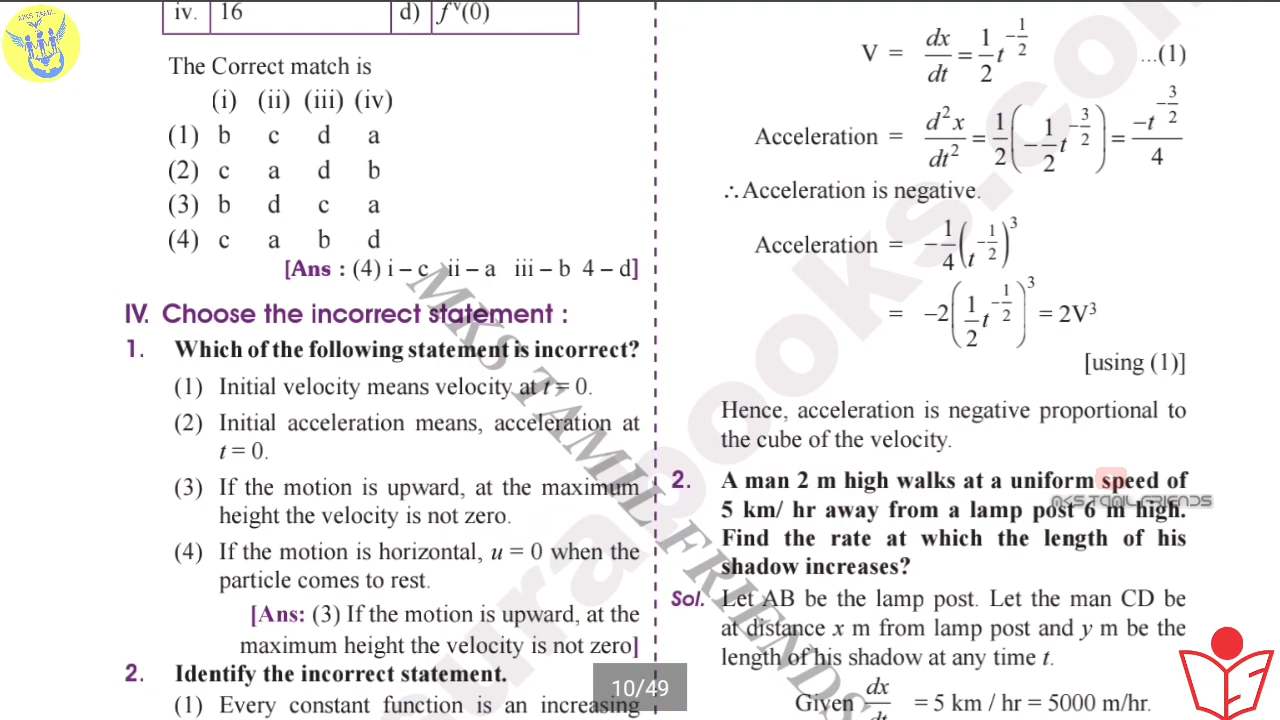 MKS TAMIL
iv. 16 d) f^v(0)
The Correct match is
(i) (ii) (iii) (iv)
(1) b c d a
(2) c a d b
(3) b d c a
(4) c a b d
[Ans : (4) i – c ii – a iii – b 4 – d]
IV. Choose the incorrect statement :
1. Which of the following statement is incorrect?
(1) Initial velocity means velocity at t = 0.
(2) Initial acceleration means, acceleration at
t = 0.
(3) If the motion is upward, at the maximum
height the velocity is not zero.
(4) If the motion is horizontal, u = 0 when the
particle comes to rest.
[Ans: (3) If the motion is upward, at the
maximum height the velocity is not zero]
2. Identify the incorrect statement.
(1) Every constant function is an increasing
V = dx/dt = 1/2 t^(-1/2) ...(1)
Acceleration = d²x/dt² = 1/2 (-1/2 t^(-3/2)) = -t^(-3/2)/4
∴ Acceleration is negative.
Acceleration = -1/4 (t^(-1/2))³
= –2 (1/2 t^(-1/2))³ = 2V³
[using (1)]
Hence, acceleration is negative proportional to
the cube of the velocity.
2. A man 2 m high walks at a uniform speed of
5 km/ hr away from a lamp post 6 m high.
Find the rate at which the length of his
shadow increases?
Sol. Let AB be the lamp post. Let the man CD be
at distance x m from lamp post and y m be the
length of his shadow at any time t.
Given dx/dt = 5 km / hr = 5000 m/hr.
MKS TAMIL FRIENDS
MKS TAMIL FRIENDS
surabooks.com
10/49